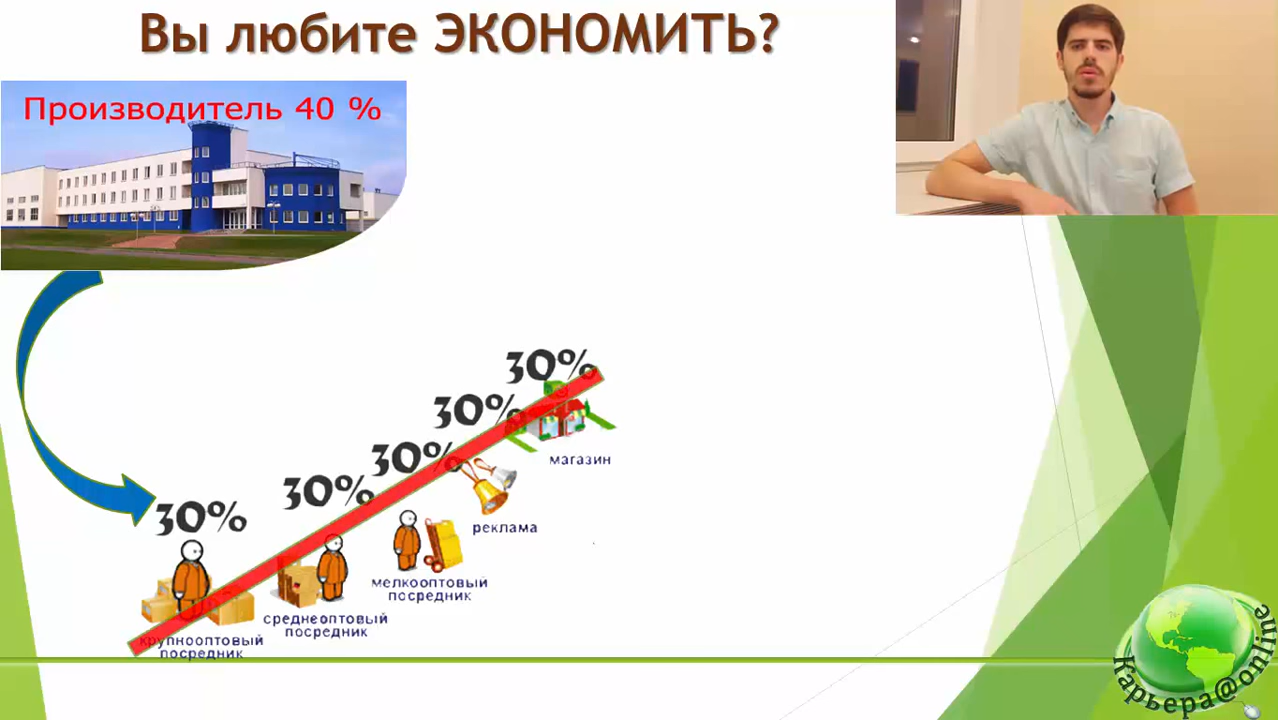 Вы любите ЭКОНОМИТЬ?
Производитель 40 %
30%
30%
30%
30%
30%
магазин
реклама
мелкооптовый
посредник
среднеоптовый
посредник
крупнооптовый
посредник
Карьера@online